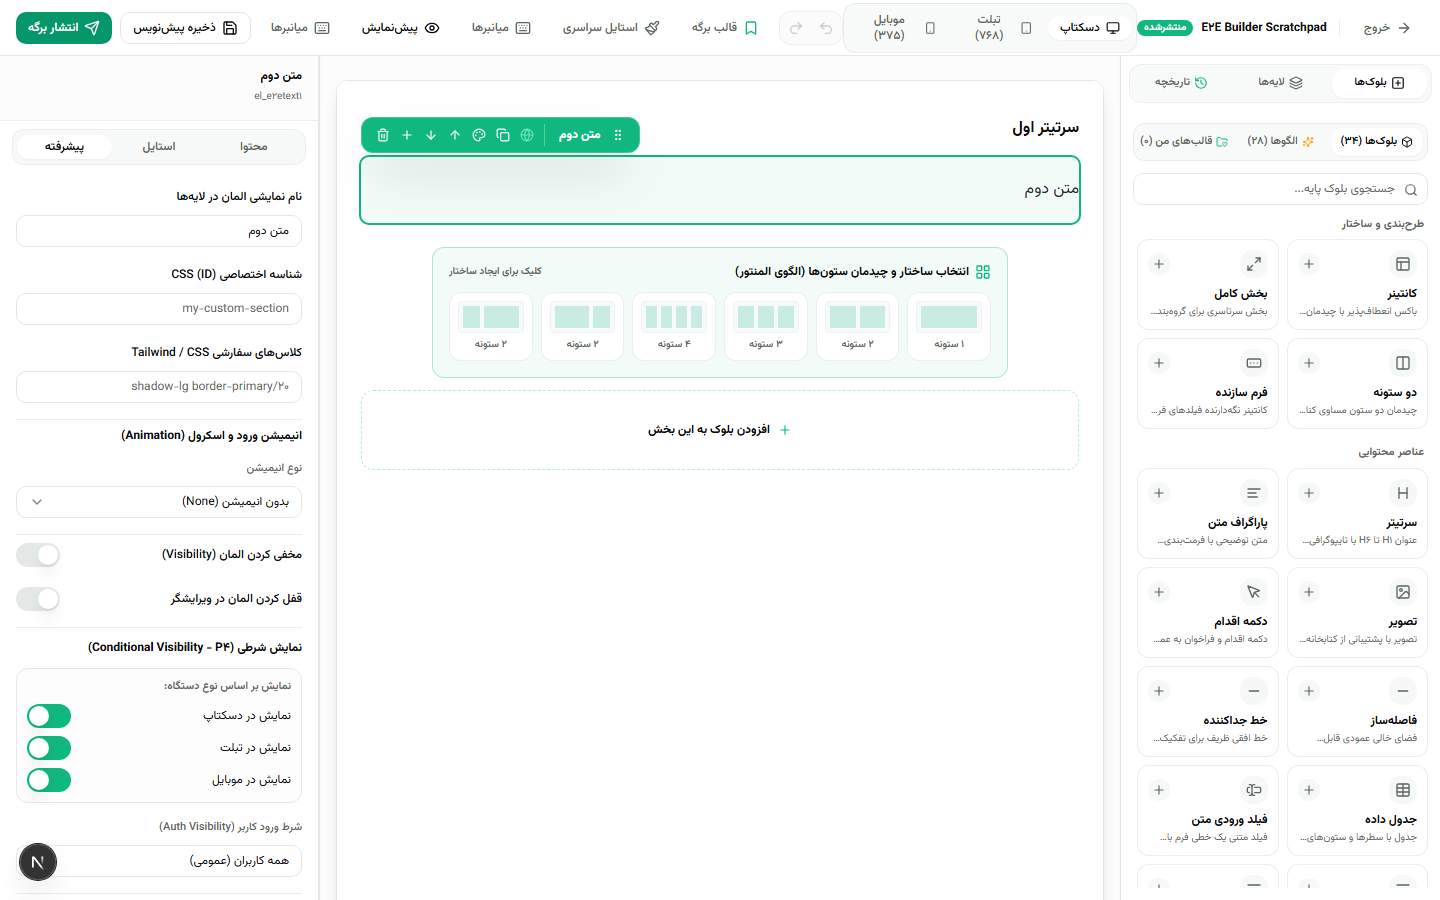 خروج
E۲E Builder Scratchpad
منتشرشده
دسکتاپ
تبلت (۷۶۸)
موبایل (۳۷۵)
قالب برگه
استایل سراسری
میانبرها
پیش‌نمایش
میانبرها
ذخیره پیش‌نویس
انتشار برگه
بلوک‌ها
لایه‌ها
تاریخچه
بلوک‌ها (۳۴)
الگوها (۲۸)
قالب‌های من (۰)
جستجوی بلوک پایه...
طرح‌بندی و ساختار
کانتینر
باکس انعطاف‌پذیر با چیدمان...
بخش کامل
بخش سرتاسری برای گروه‌بند...
دو ستونه
چیدمان دو ستون مساوی کنا...
فرم سازنده
کانتینر نگه‌دارنده فیلدهای فر...
عناصر محتوایی
سرتیتر
عنوان H۱ تا H۶ با تایپوگرافی...
پاراگراف متن
متن توضیحی با فرمت‌بندی...
تصویر
تصویر با پشتیبانی از کتابخانه...
دکمه اقدام
دکمه اقدام و فراخوان به عمـ...
فاصله‌ساز
فضای خالی عمودی قابل...
خط جداکننده
خط افقی ظریف برای تفکیک...
جدول داده
جدول با سطرها و ستون‌های...
فیلد ورودی متن
فیلد متنی یک خطی فرم با...
سرتیتر اول
متن دوم
متن دوم
انتخاب ساختار و چیدمان ستون‌ها (الگوی المنتور)
کلیک برای ایجاد ساختار
۱ ستونه
۲ ستونه
۳ ستونه
۴ ستونه
۲ ستونه
۲ ستونه
افزودن بلوک به این بخش
متن دوم
el_e۲etext۱
محتوا
استایل
پیشرفته
نام نمایشی المان در لایه‌ها
متن دوم
شناسه اختصاصی CSS (ID)
my-custom-section
کلاس‌های سفارشی Tailwind / CSS
shadow-lg border-primary/۲۰
انیمیشن ورود و اسکرول (Animation)
نوع انیمیشن
بدون انیمیشن (None)
مخفی کردن المان (Visibility)
قفل کردن المان در ویرایشگر
نمایش شرطی (Conditional Visibility - P۴)
نمایش بر اساس نوع دستگاه:
نمایش در دسکتاپ
نمایش در تبلت
نمایش در موبایل
شرط ورود کاربر (Auth Visibility)
همه کاربران (عمومی)
N